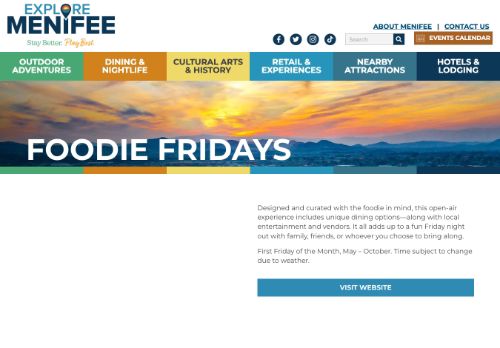 EXPLORE
MENIFEE
Stay Better. Play Best.
ABOUT MENIFEE | CONTACT US
Search
EVENTS CALENDAR
OUTDOOR
ADVENTURES
DINING &
NIGHTLIFE
CULTURAL ARTS
& HISTORY
RETAIL &
EXPERIENCES
NEARBY
ATTRACTIONS
HOTELS &
LODGING
FOODIE FRIDAYS
Designed and curated with the foodie in mind, this open-air
experience includes unique dining options—along with local
entertainment and vendors. It all adds up to a fun Friday night
out with family, friends, or whoever you choose to bring along.
First Friday of the Month, May – October. Time subject to change
due to weather.
VISIT WEBSITE